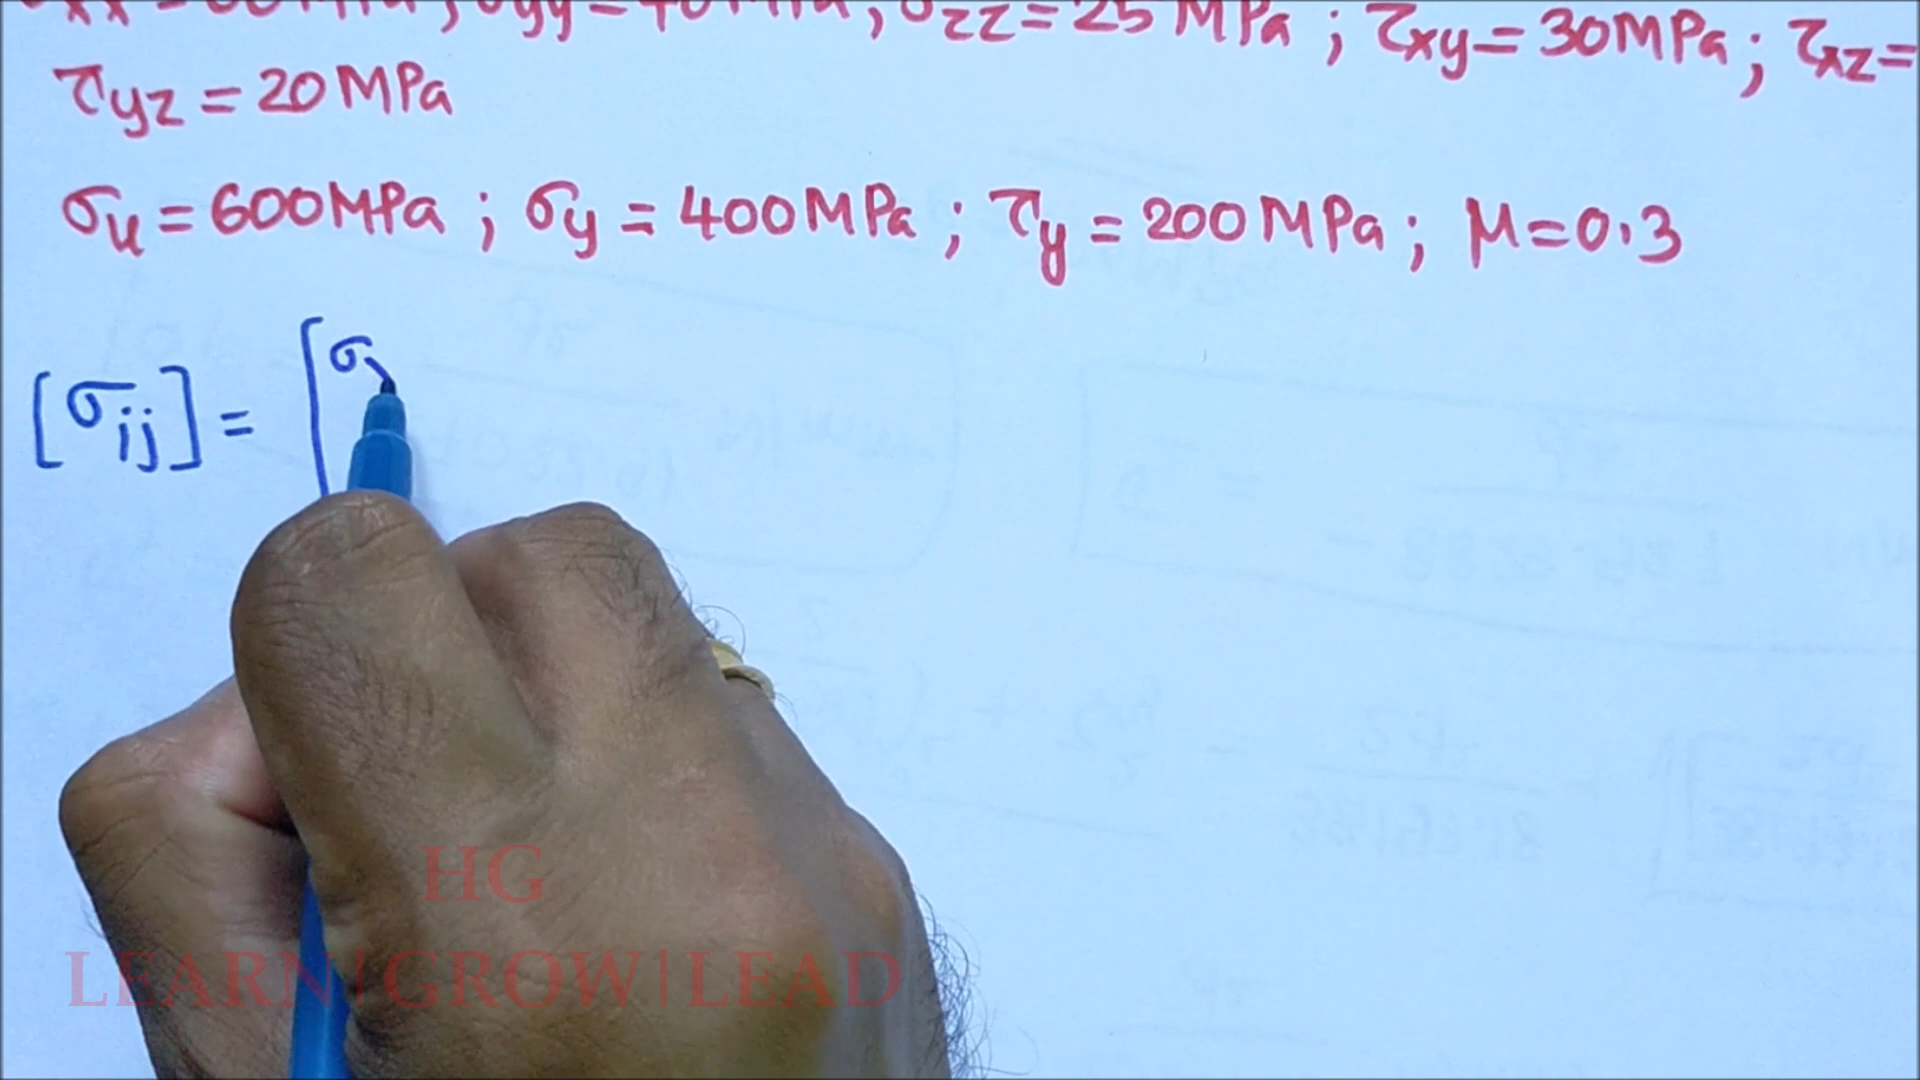 σyy = 40 MPa ; σzz = 25 MPa ; τxy = 30 MPa ; τxz =
τyz = 20 MPa
σu = 600 MPa ; σy = 400 MPa ; τy = 200 MPa ; μ = 0.3
[σij] = [σ
HG
LEARN|GROW|LEAD